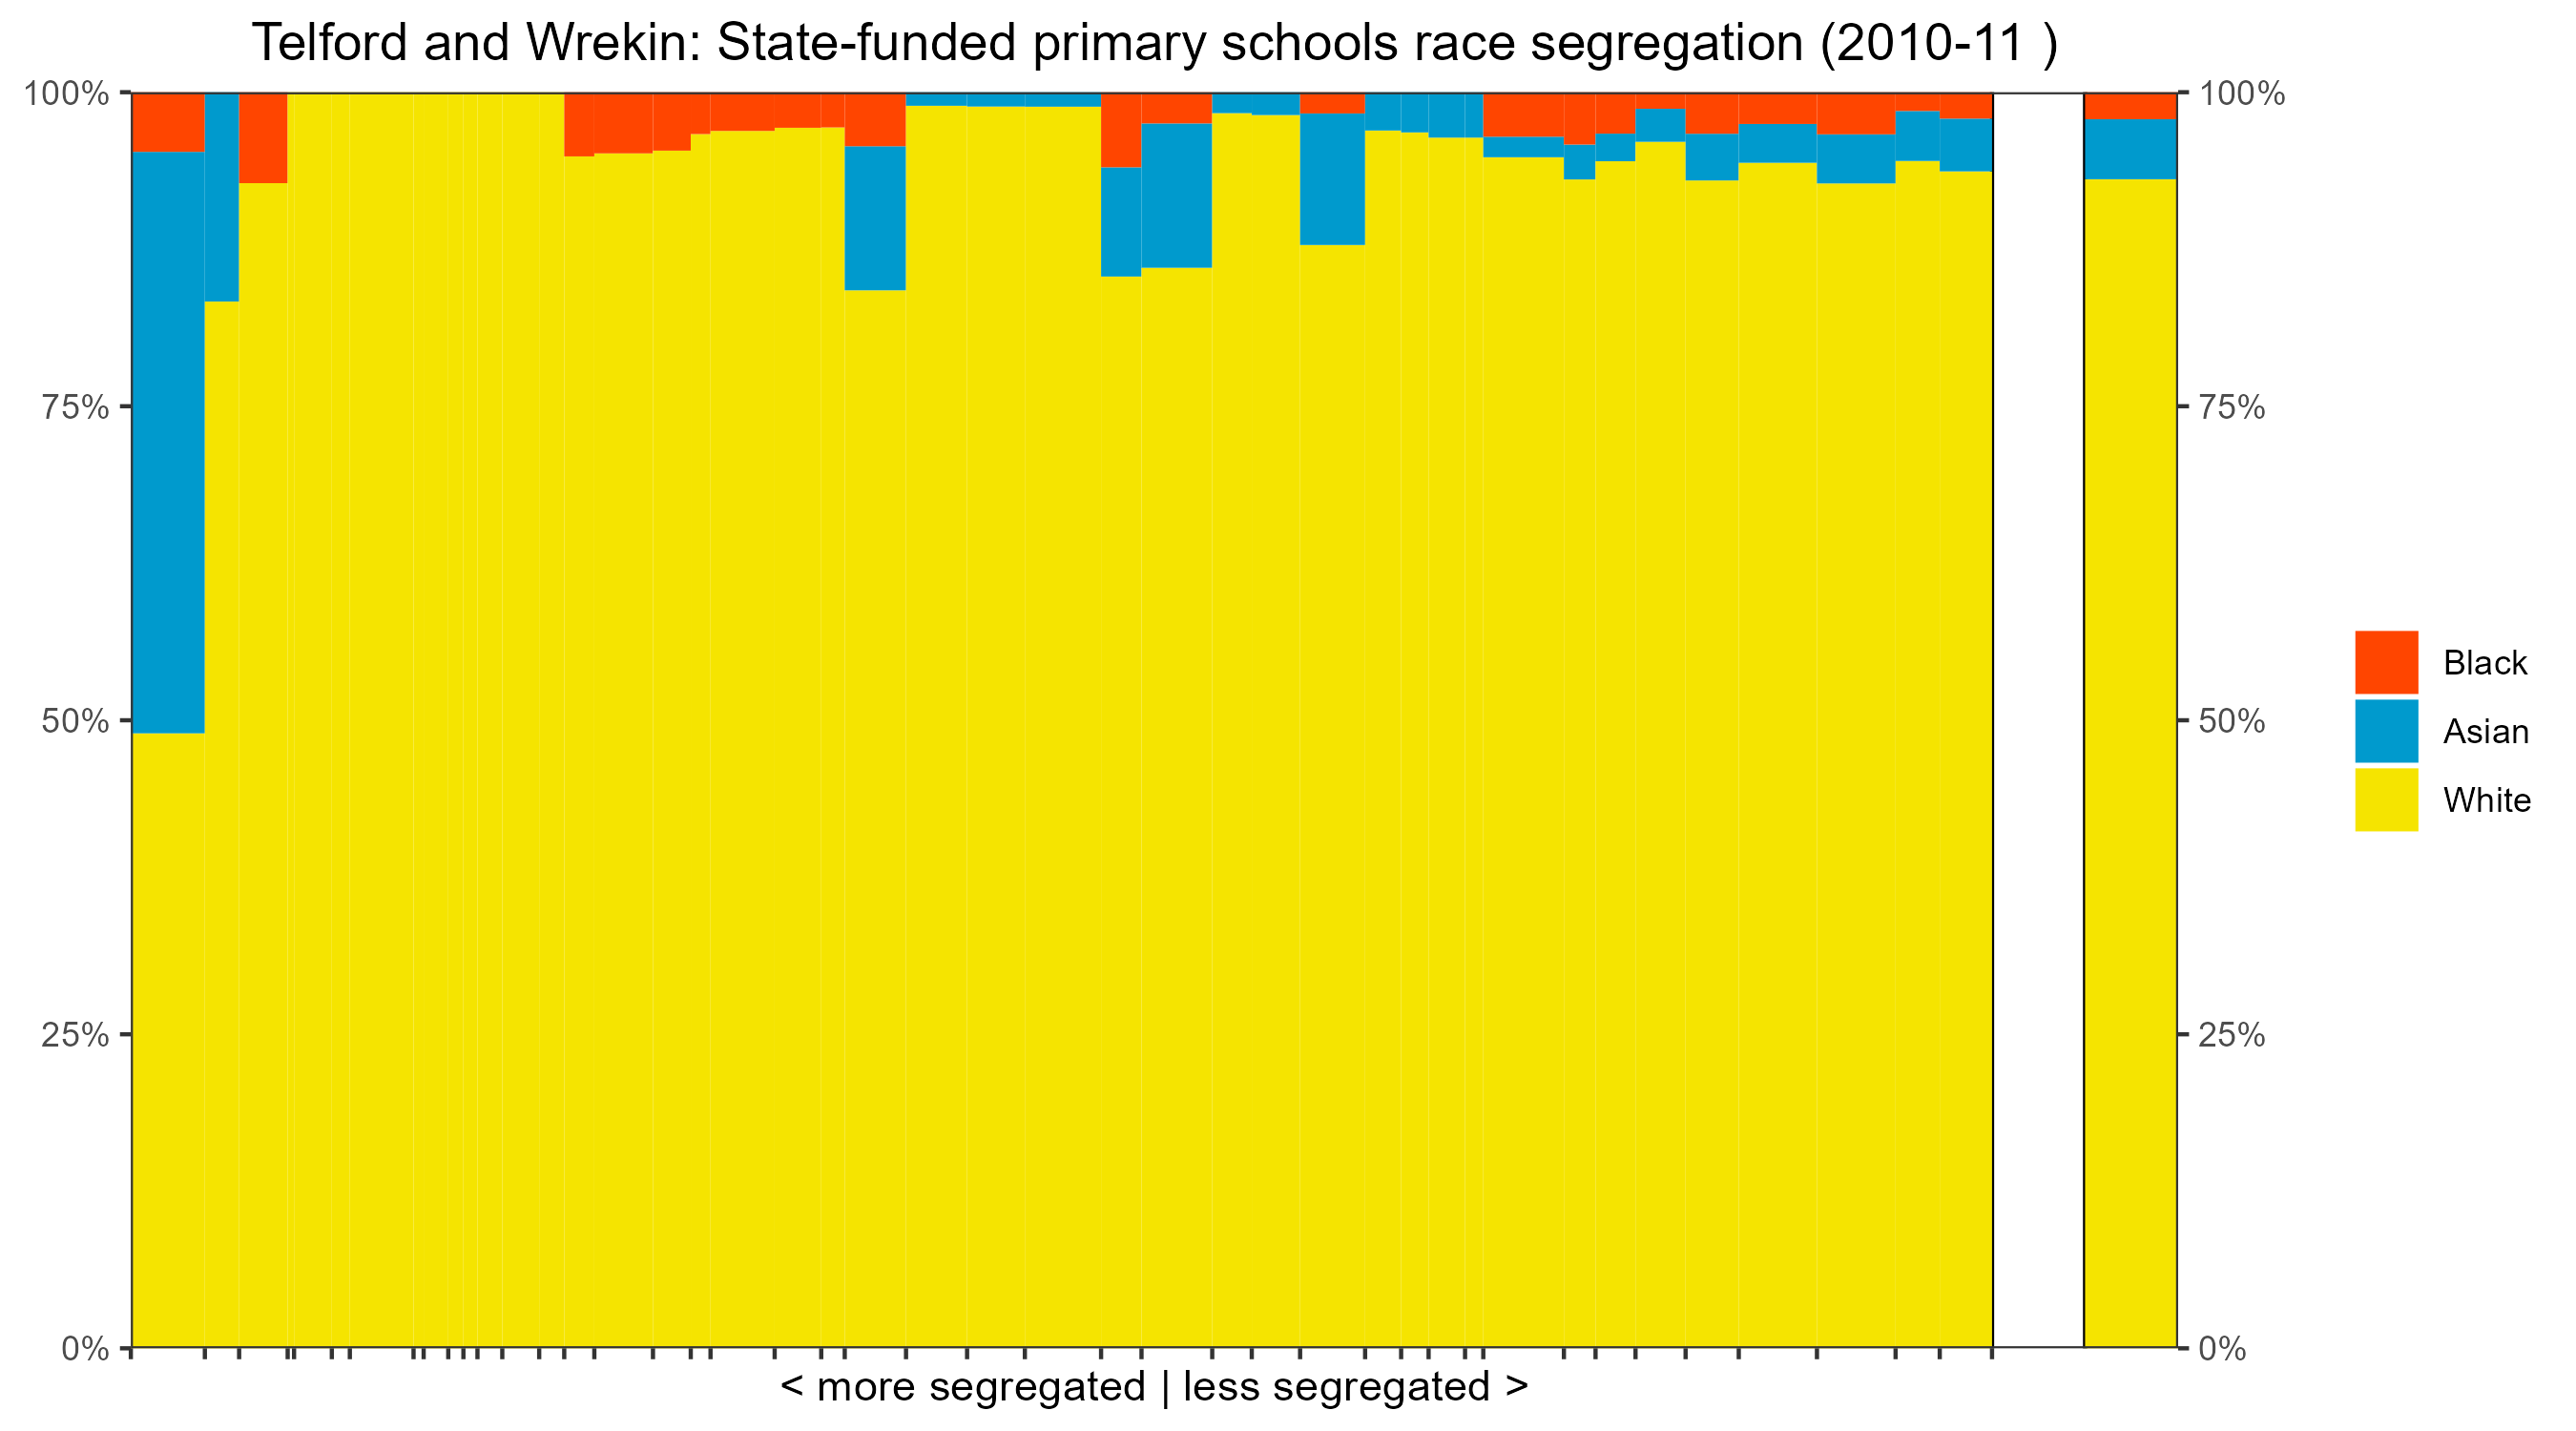 Telford and Wrekin: State-funded primary schools race segregation (2010-11 )
100%
75%
50%
25%
0%
100%
75%
50%
25%
0%
Black
Asian
White
< more segregated | less segregated >